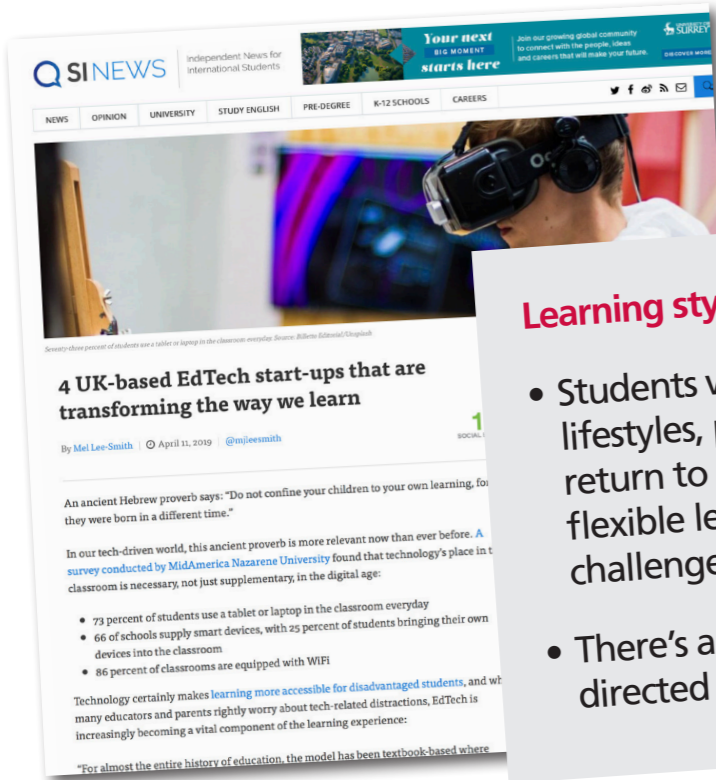 SI NEWS
Independent News for
International Students
Your next
BIG MOMENT
starts here
Join our growing global community
to connect with the people, ideas
and careers that will make your future.
UNIVERSITY OF
SURREY
DISCOVER MORE
NEWS OPINION UNIVERSITY STUDY ENGLISH PRE-DEGREE K-12 SCHOOLS CAREERS
Seventy-three percent of students use a tablet or laptop in the classroom everyday. Source: Billetto Editorial/Unsplash
4 UK-based EdTech start-ups that are
transforming the way we learn
By Mel Lee-Smith April 11, 2019 @mjleesmith
1
SOCIAL
An ancient Hebrew proverb says: “Do not confine your children to your own learning, for
they were born in a different time.”
In our tech-driven world, this ancient proverb is more relevant now than ever before. A
survey conducted by MidAmerica Nazarene University found that technology's place in t
classroom is necessary, not just supplementary, in the digital age:
• 73 percent of students use a tablet or laptop in the classroom everyday
• 66 of schools supply smart devices, with 25 percent of students bringing their own
devices into the classroom
• 86 percent of classrooms are equipped with WiFi
Technology certainly makes learning more accessible for disadvantaged students, and wh
many educators and parents rightly worry about tech-related distractions, EdTech is
increasingly becoming a vital component of the learning experience:
“For almost the entire history of education, the model has been textbook-based where
Learning sty
• Students v
lifestyles, p
return to
flexible le
challenge
• There's a
directed